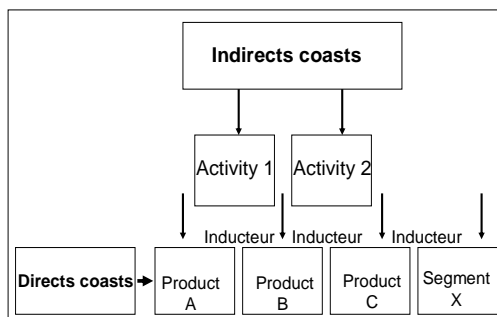 Indirects coasts
Activity 1
Activity 2
Inducteur
Inducteur
Inducteur
Directs coasts
Product
A
Product
B
Product
C
Segment
X